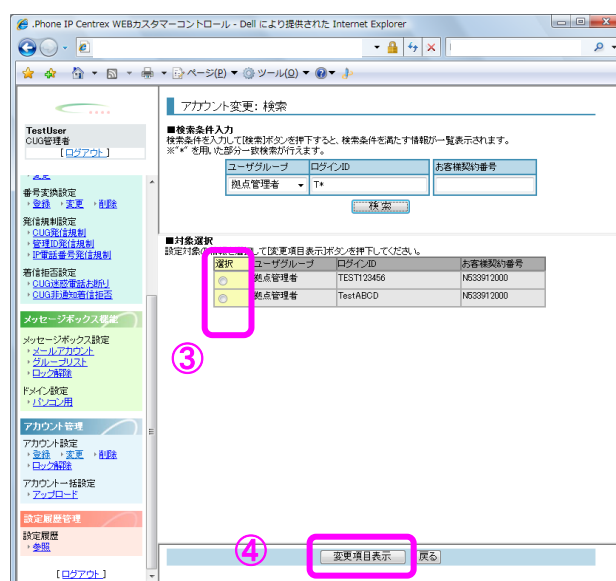 .Phone IP Centrex WEBカスタマーコントロール - Dell により提供された Internet Explorer
ページ(P) ツール(O)
TestUser
CUG管理者
[ログアウト]
変更
番号変換設定
登録 変更 削除
発信規制設定
CUG発信規制
管理ID発信規制
IP電話番号発信規制
着信拒否設定
CUG迷惑電話お断り
CUG非通知着信拒否
メッセージボックス機能
メッセージボックス設定
メールアカウント
グループリスト
ロック解除
ドメイン設定
パソコン用
アカウント管理
アカウント設定
登録 変更 削除
ロック解除
アカウント一括設定
アップロード
設定履歴管理
設定履歴
参照
[ログアウト]
アカウント変更: 検索
■検索条件入力
検索条件を入力して[検索]ボタンを押下すると、検索条件を満たす情報が一覧表示されます。
※"*" を用いた部分一致検索が行えます。
ユーザグループ ログインID お客様契約番号
拠点管理者 T*
検索
■対象選択
設定対象の情報を選択して[変更項目表示]ボタンを押下してください。
選択 ユーザグループ ログインID お客様契約番号
拠点管理者 TEST123456 N533912000
拠点管理者 TestABCD N533912000
③
④
変更項目表示 戻る